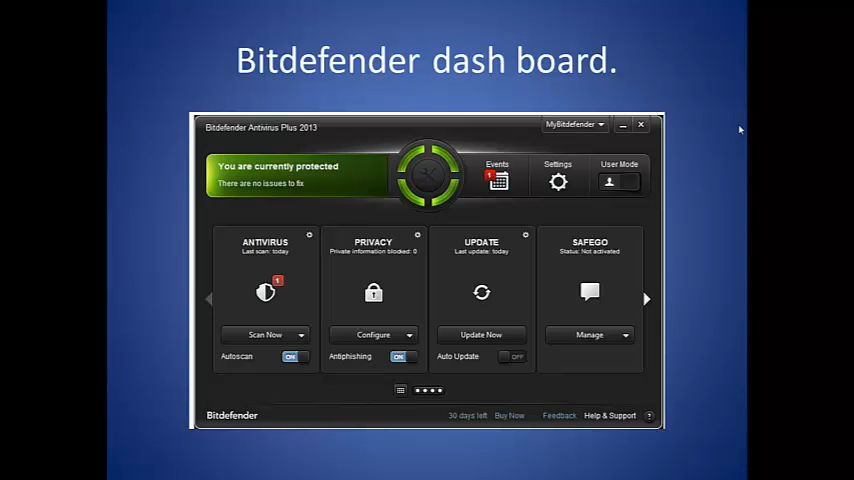 Bitdefender dash board.
Bitdefender Antivirus Plus 2013
MyBitdefender
You are currently protected
There are no issues to fix
Events
Settings
User Mode
1
ANTIVIRUS
Last scan: today
1
Scan Now
Autoscan
ON
PRIVACY
Private information blocked: 0
Configure
Antiphishing
ON
UPDATE
Last update: today
Update Now
Auto Update
OFF
SAFEGO
Status: Not activated
Manage
Bitdefender
30 days left
Buy Now
Feedback
Help & Support
?